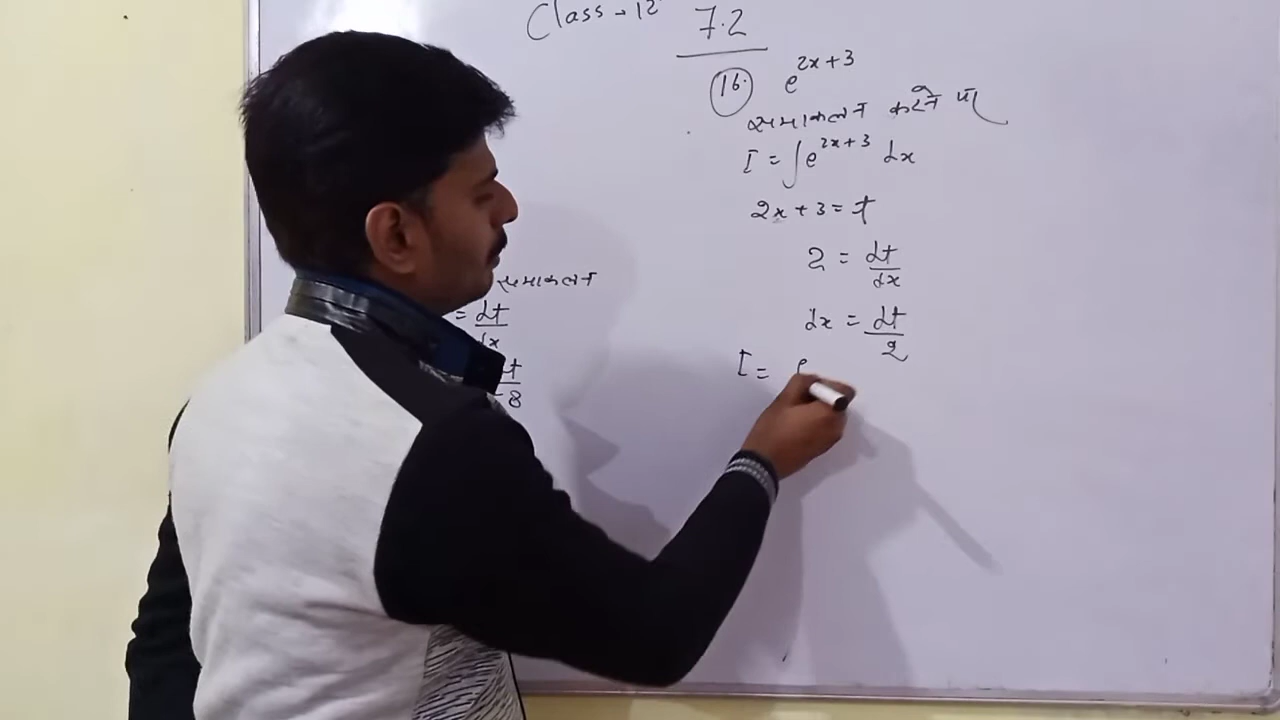 Class - 12 7.2
16. e^{2x+3}
समाकलन करने पर
I = ∫e^{2x+3} dx
2x + 3 = t
2 = dt/dx
dx = dt/2
I =
समाकलन
= dt/dx
t/-8